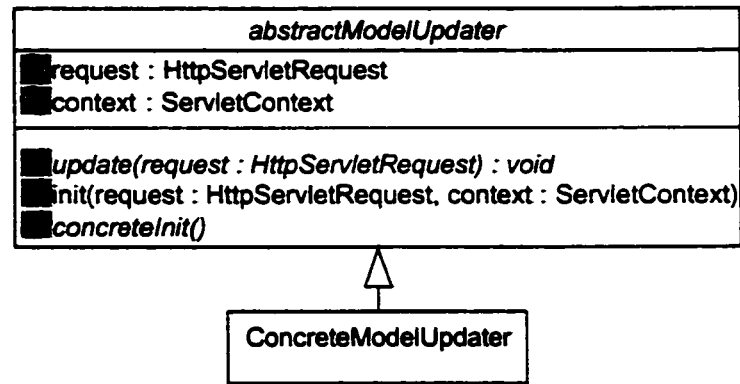 abstractModelUpdater
request : HttpServletRequest
context : ServletContext
update(request : HttpServletRequest) : void
init(request : HttpServletRequest, context : ServletContext)
concreteInit()
ConcreteModelUpdater